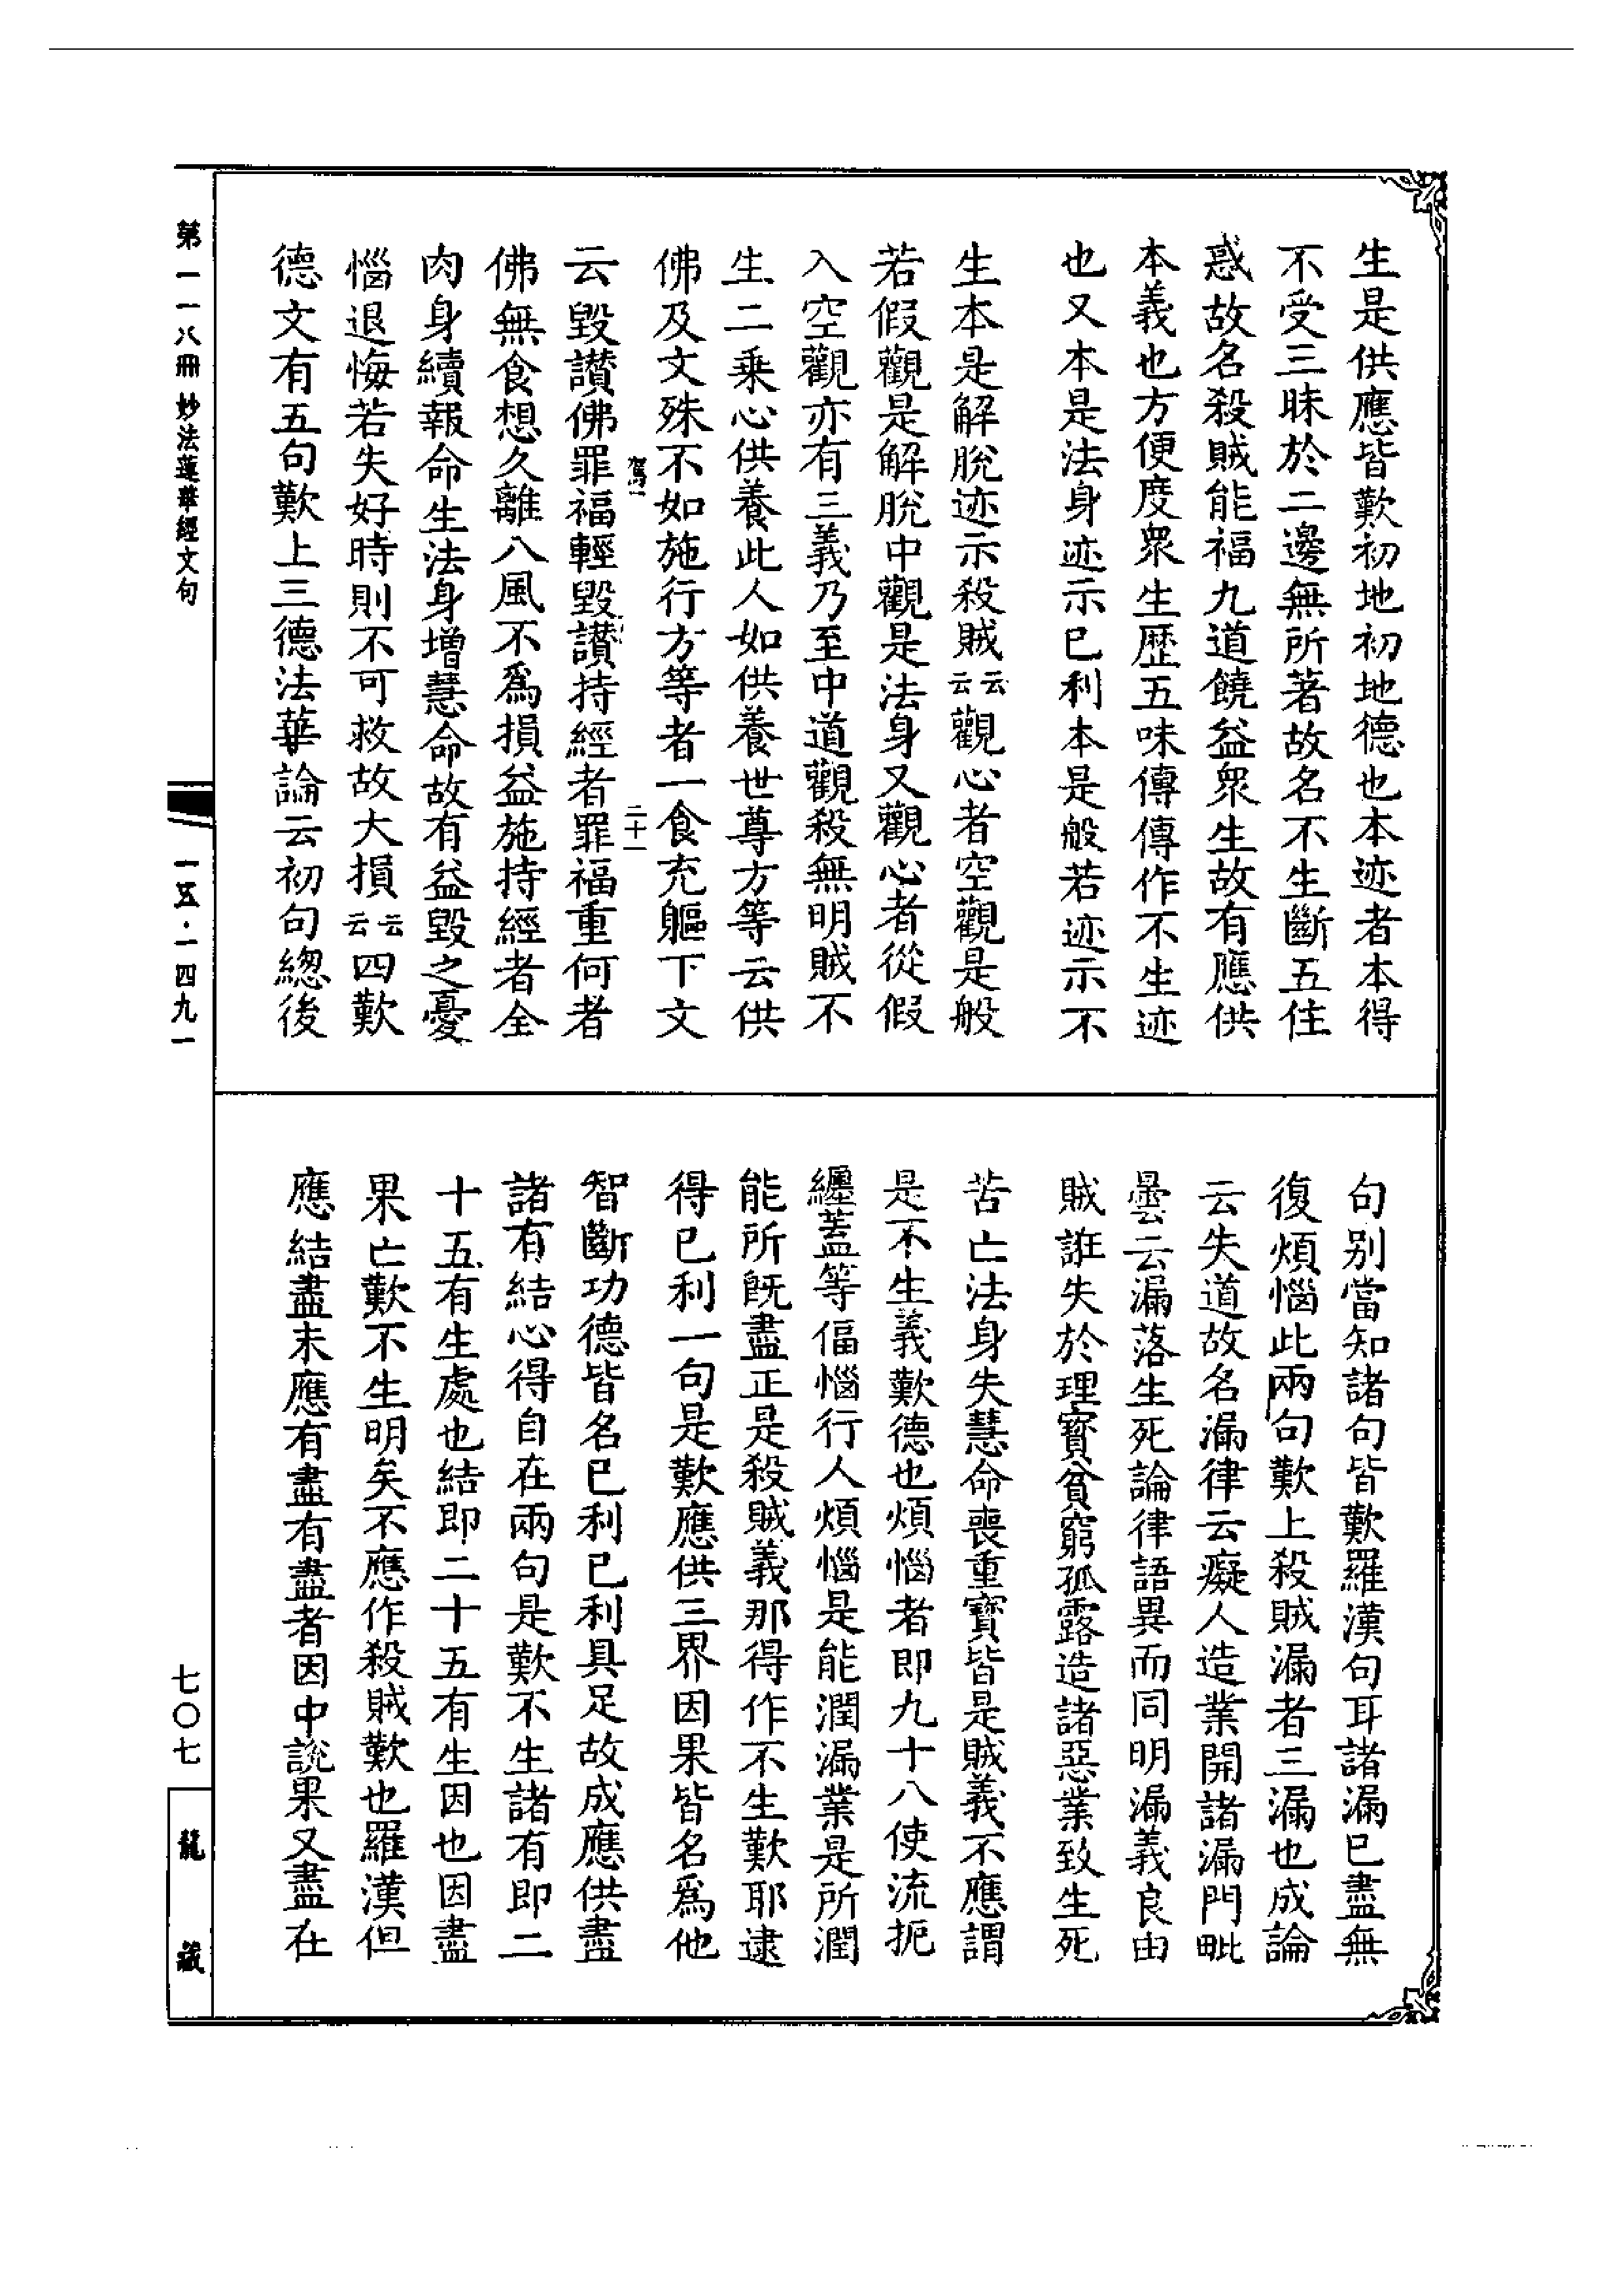 生是供應皆歎初地初地德也本迹者本得
不受三昧於二邊無所著故名不生斷五住
惑故名殺賊能福九道饒益眾生故有應供
本義也方便度眾生歷五味傳傳作不生迹
也又本是法身迹示己利本是般若迹示不
生本是解脫迹示殺賊云云觀心者空觀是般
若假觀是解脫中觀是法身又觀心者從假
入空觀亦有三義乃至中道觀殺無明賊不
生二乘心供養此人如供養世尊方等云供
佛及文殊不如施行方等者一食充軀下文
云毀讚佛罪福輕毀讚持經者罪福重何者
駕一
二十一
佛無食想久離八風不為損益施持經者全
肉身續報命生法身增慧命故有益毀之憂
惱退悔若失好時則不可救故大損云云四歎
德文有五句歎上三德法華論云初句總後
句別當知諸句皆歎羅漢句耳諸漏已盡無
復煩惱此兩句歎上殺賊漏者三漏也成論
云失道故名漏律云癡人造業開諸漏門毗
曇云漏落生死論律語異而同明漏義良由
賊誑失於理寶貧窮孤露造諸惡業致生死
苦亡法身失慧命喪重寶皆是賊義不應謂
是不生義歎德也煩惱者即九十八使流扼
纏蓋等偪惱行人煩惱是能潤漏業是所潤
能所既盡正是殺賊義那得作不生歎耶逮
得已利一句是歎應供三界因果皆名為他
智斷功德皆名已利已利具足故成應供盡
諸有結心得自在兩句是歎不生諸有即二
十五有生處也結即二十五有生因也因盡
果亡歎不生明矣不應作殺賊歎也羅漢但
應結盡未應有盡有盡者因中說果又盡在
第一一八冊 妙法蓮華經文句
一五·一四九一
七〇七
龍藏